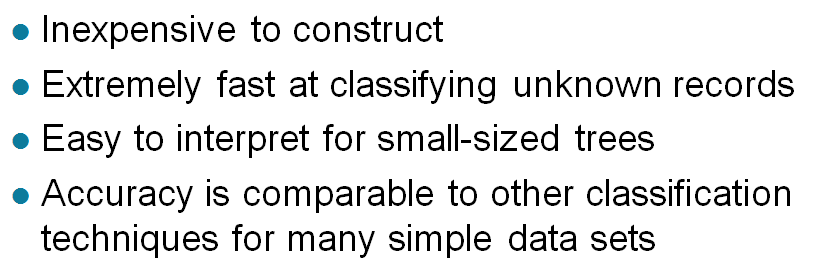 ● Inexpensive to construct
● Extremely fast at classifying unknown records
● Easy to interpret for small-sized trees
● Accuracy is comparable to other classification
techniques for many simple data sets